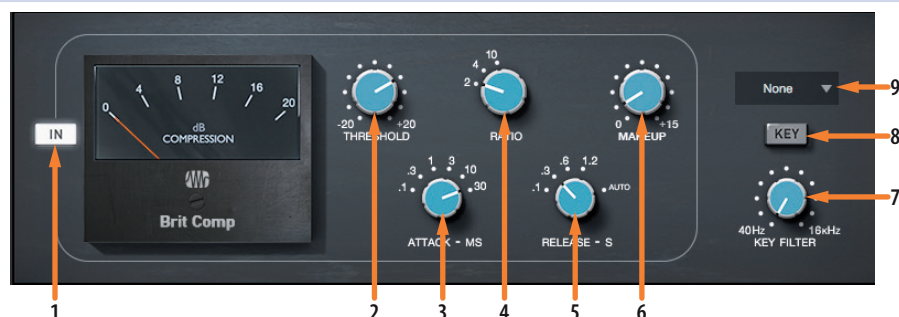 IN
0 4 8 12 16 20
dB
COMPRESSION
Brit Comp
-20 +20
THRESHOLD
2 4 10
RATIO
0 +15
MAKEUP
.1 .3 1 3 10 30
ATTACK - MS
.1 .3 .6 1.2 AUTO
RELEASE - S
None
KEY
40Hz 16kHz
KEY FILTER
9
8
7
1 2 3 4 5 6